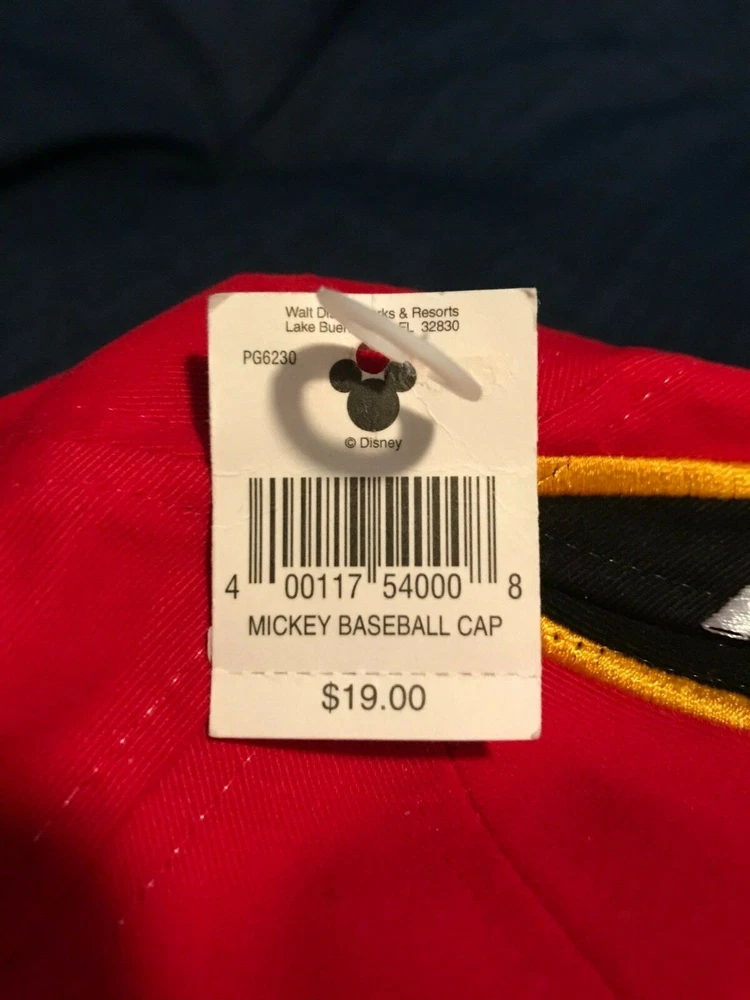 Walt & Resorts
Lake FL 32830
PG6230
© Disney
4 00117 54000 8
MICKEY BASEBALL CAP
$19.00